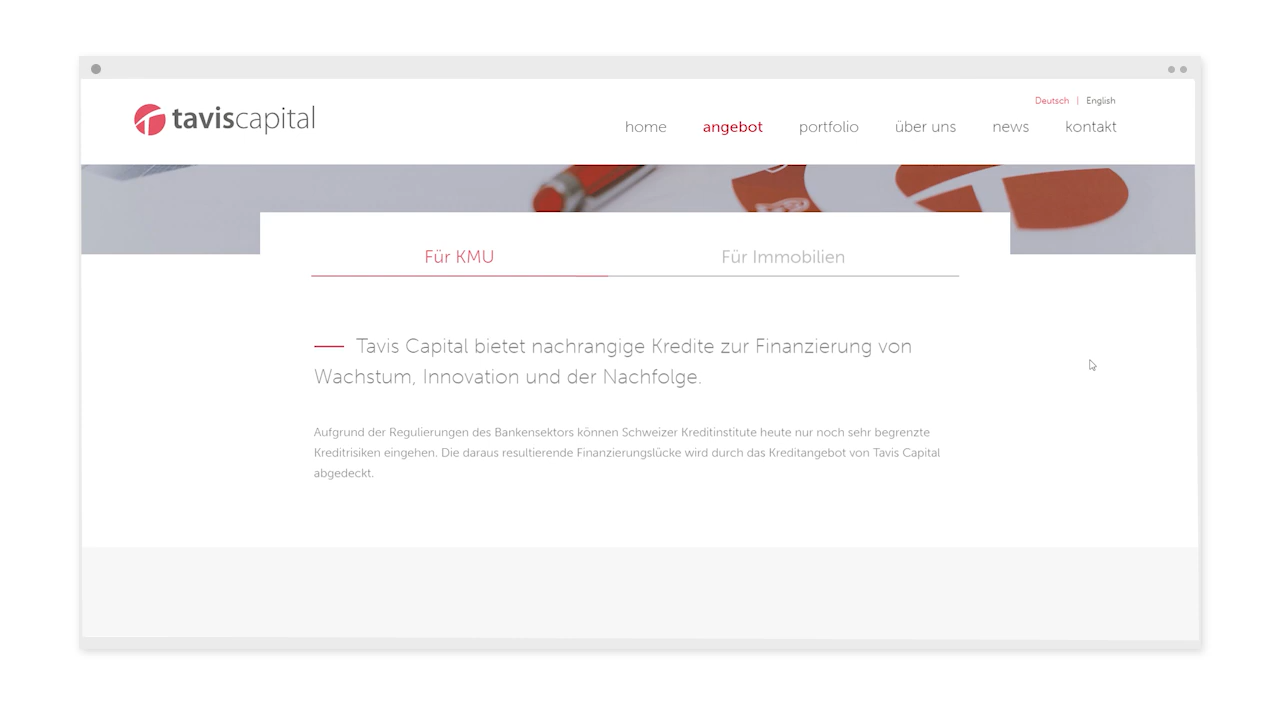 Deutsch | English
taviscapital
home angebot portfolio über uns news kontakt
Für KMU Für Immobilien
Tavis Capital bietet nachrangige Kredite zur Finanzierung von
Wachstum, Innovation und der Nachfolge.
Aufgrund der Regulierungen des Bankensektors können Schweizer Kreditinstitute heute nur noch sehr begrenzte
Kreditrisiken eingehen. Die daraus resultierende Finanzierungslücke wird durch das Kreditangebot von Tavis Capital
abgedeckt.